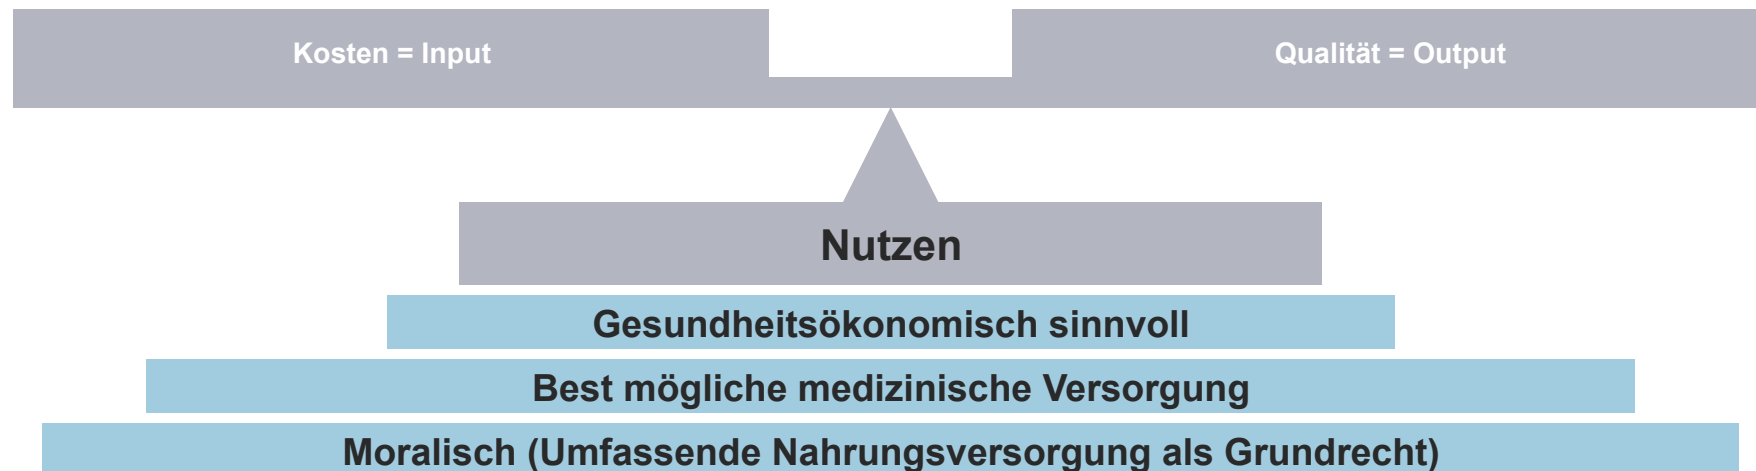 Kosten = Input
Qualität = Output
Nutzen
Gesundheitsökonomisch sinnvoll
Best mögliche medizinische Versorgung
Moralisch (Umfassende Nahrungsversorgung als Grundrecht)